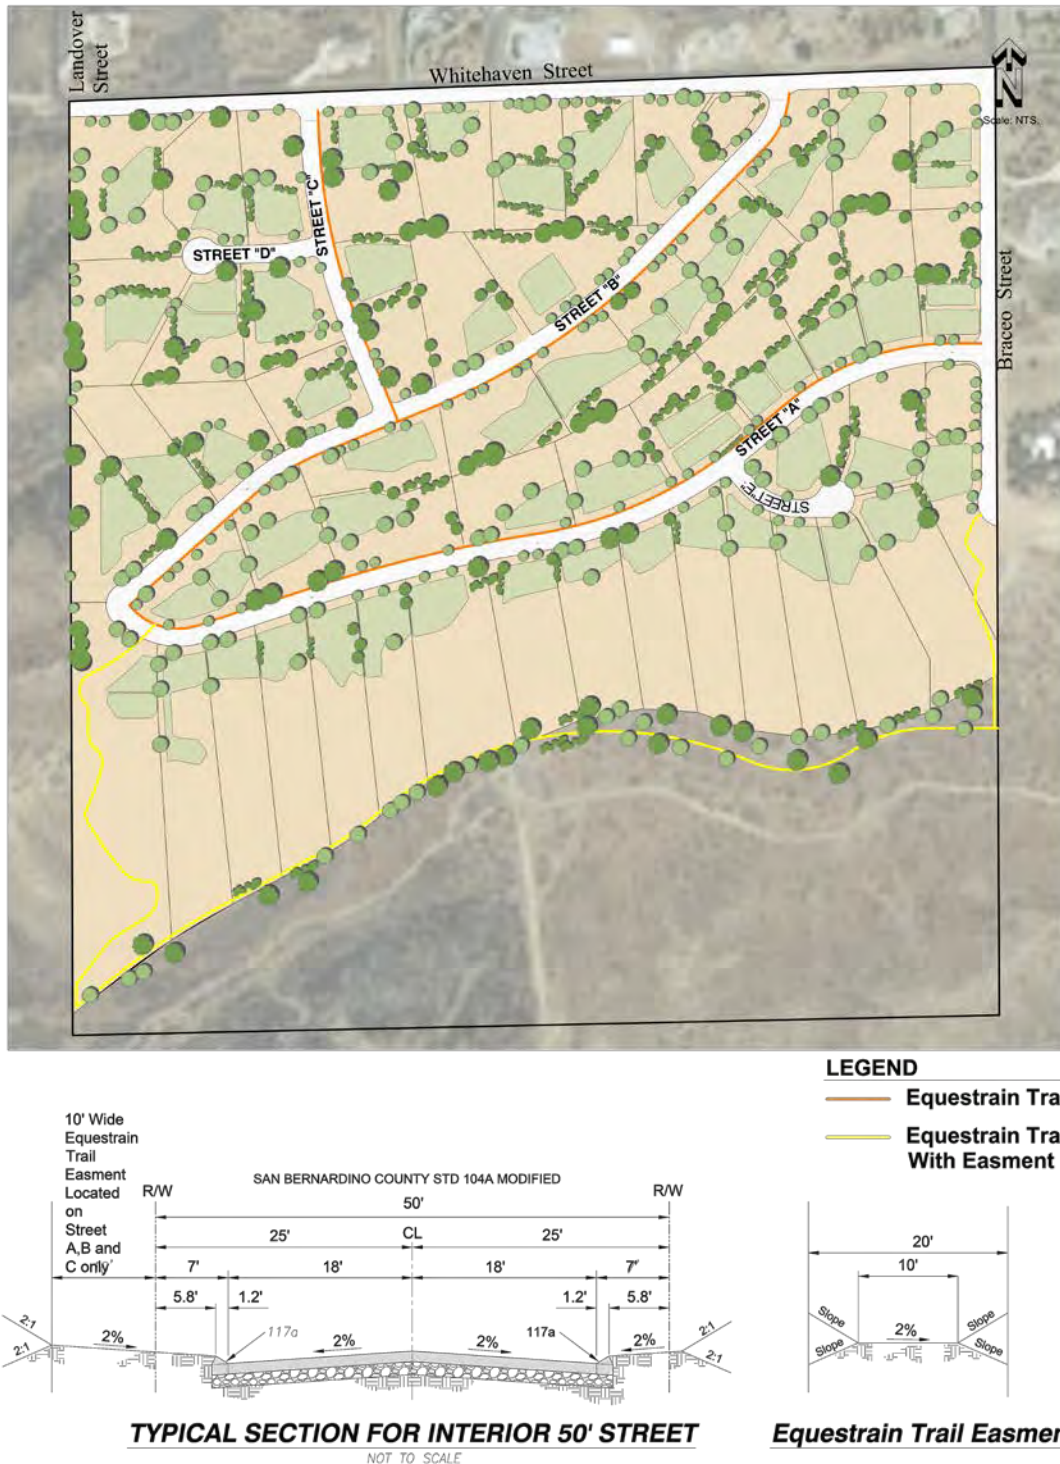 Landover
Street
Whitehaven Street
N
Scale: NTS.
STREET "C"
STREET "D"
STREET "B"
Braceo Street
STREET "A"
STREET "E"
LEGEND
Equestrain Tra
Equestrain Tra
With Easment
10' Wide
Equestrain
Trail
Easment
Located
on
Street
A,B and
C only
R/W
SAN BERNARDINO COUNTY STD 104A MODIFIED
R/W
50'
25'
CL
25'
7'
18'
18'
7'
5.8'
1.2'
1.2'
5.8'
2:1
2:1
2%
117a
2%
2%
117a
2%
2:1
2:1
20'
10'
Slope
Slope
2%
Slope
Slope
TYPICAL SECTION FOR INTERIOR 50' STREET
NOT TO SCALE
Equestrain Trail Easmer